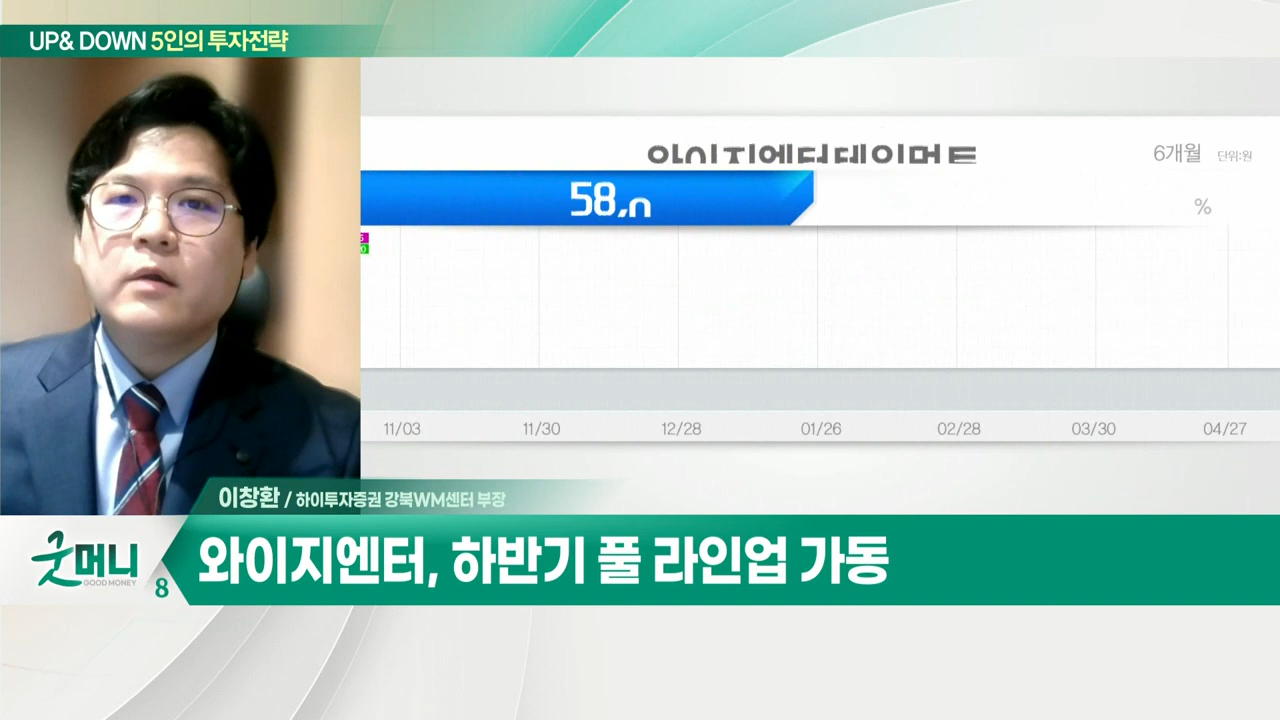 UP& DOWN 5인의 투자전략
6개월 단위:원
%
11/03 11/30 12/28 01/26 02/28 03/30 04/27
이창환 / 하이투자증권 강북WM센터 부장
굿머니
GOOD MONEY
8
와이지엔터, 하반기 풀 라인업 가동